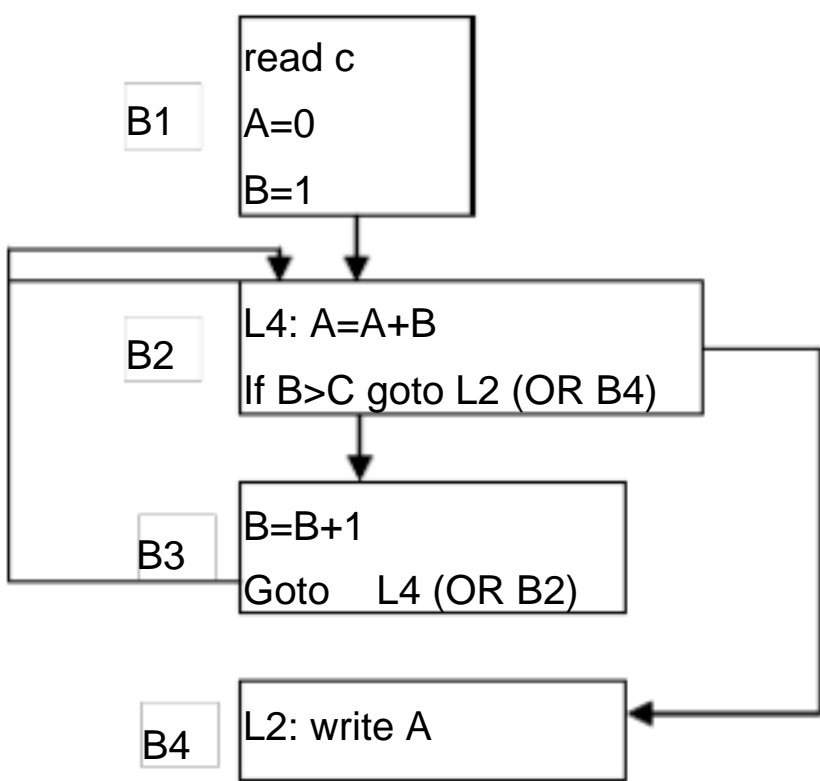 read c
B1
A=0
B=1
L4: A=A+B
B2
If B>C goto L2 (OR B4)
B=B+1
B3
Goto L4 (OR B2)
L2: write A
B4